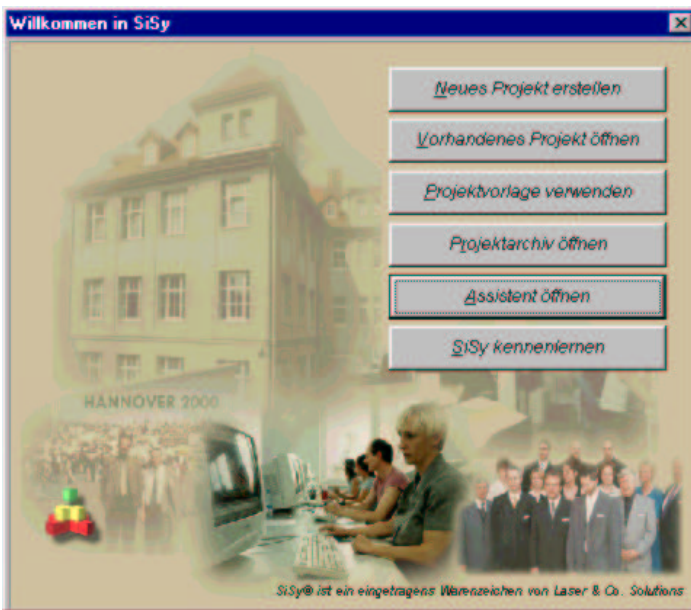 Willkommen in SiSy
Neues Projekt erstellen
Vorhandenes Projekt öffnen
Projektvorlage verwenden
Projektarchiv öffnen
Assistent öffnen
SiSy kennenlernen
HANNOVER 2000
SiSy® ist ein eingetragens Warenzeichen von Laser & Co. Solutions